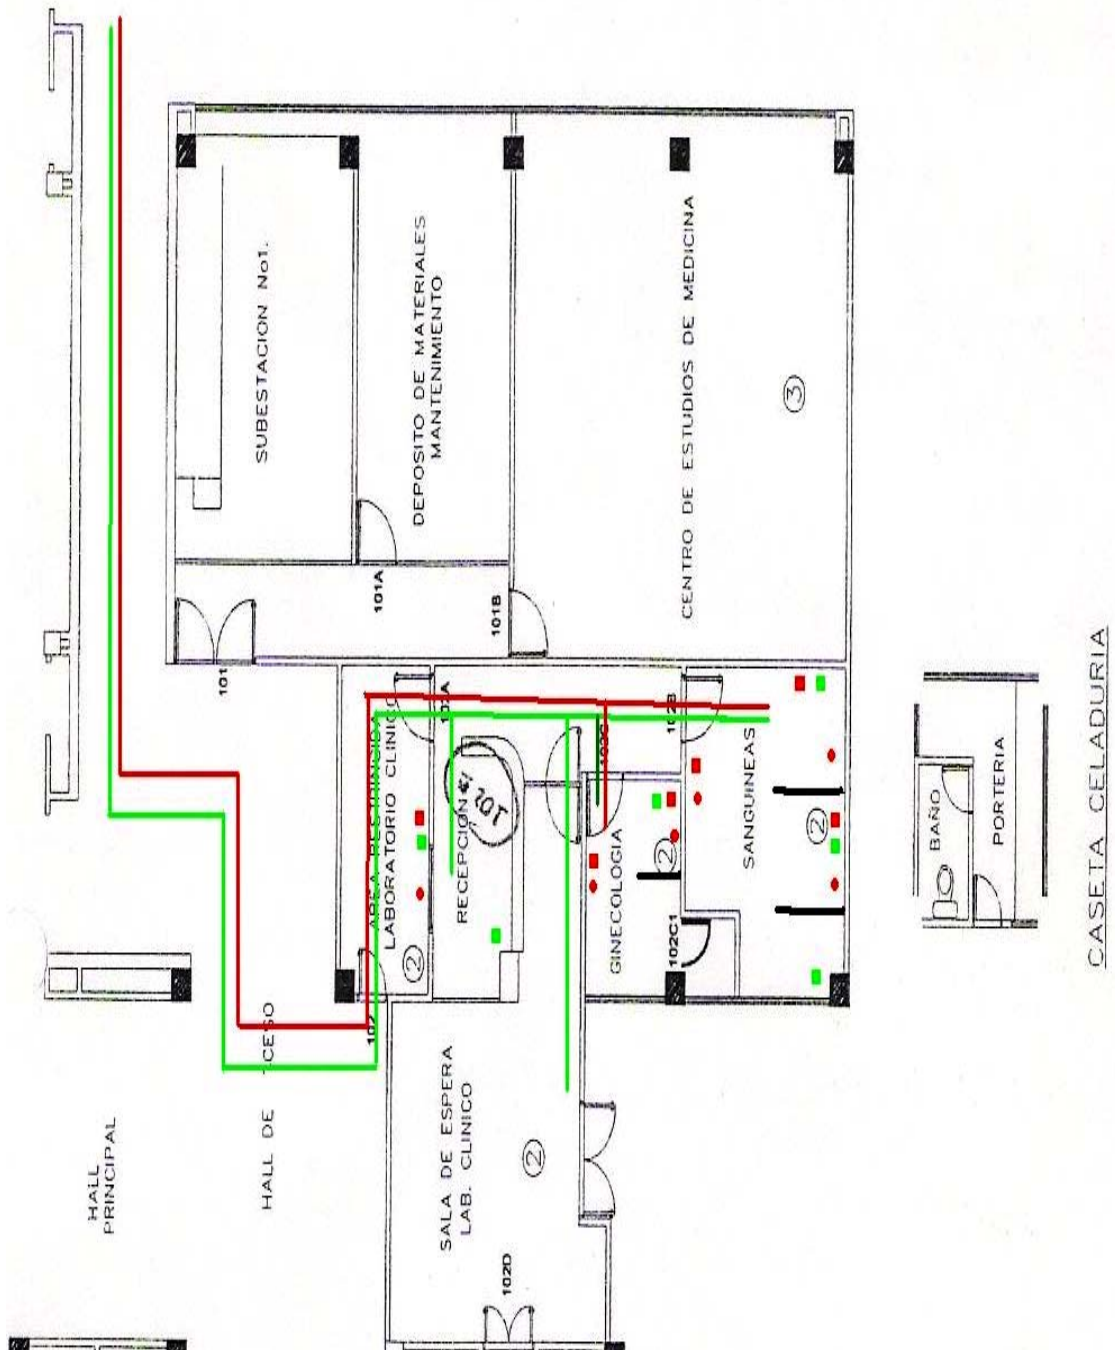 SUBESTACION No1.
DEPOSITO DE MATERIALES
MANTENIMIENTO
CENTRO DE ESTUDIOS DE MEDICINA
3
101
101A
101B
102A
102B
LABORATORIO CLINICO
2
RECEPCION
102
GINECOLOGIA
2
102C1
SANGUINEAS
2
BAÑO
PORTERIA
CASETA CELADURIA
HALL
PRINCIPAL
HALL DE
SALA DE ESPERA
LAB. CLINICO
2
102D